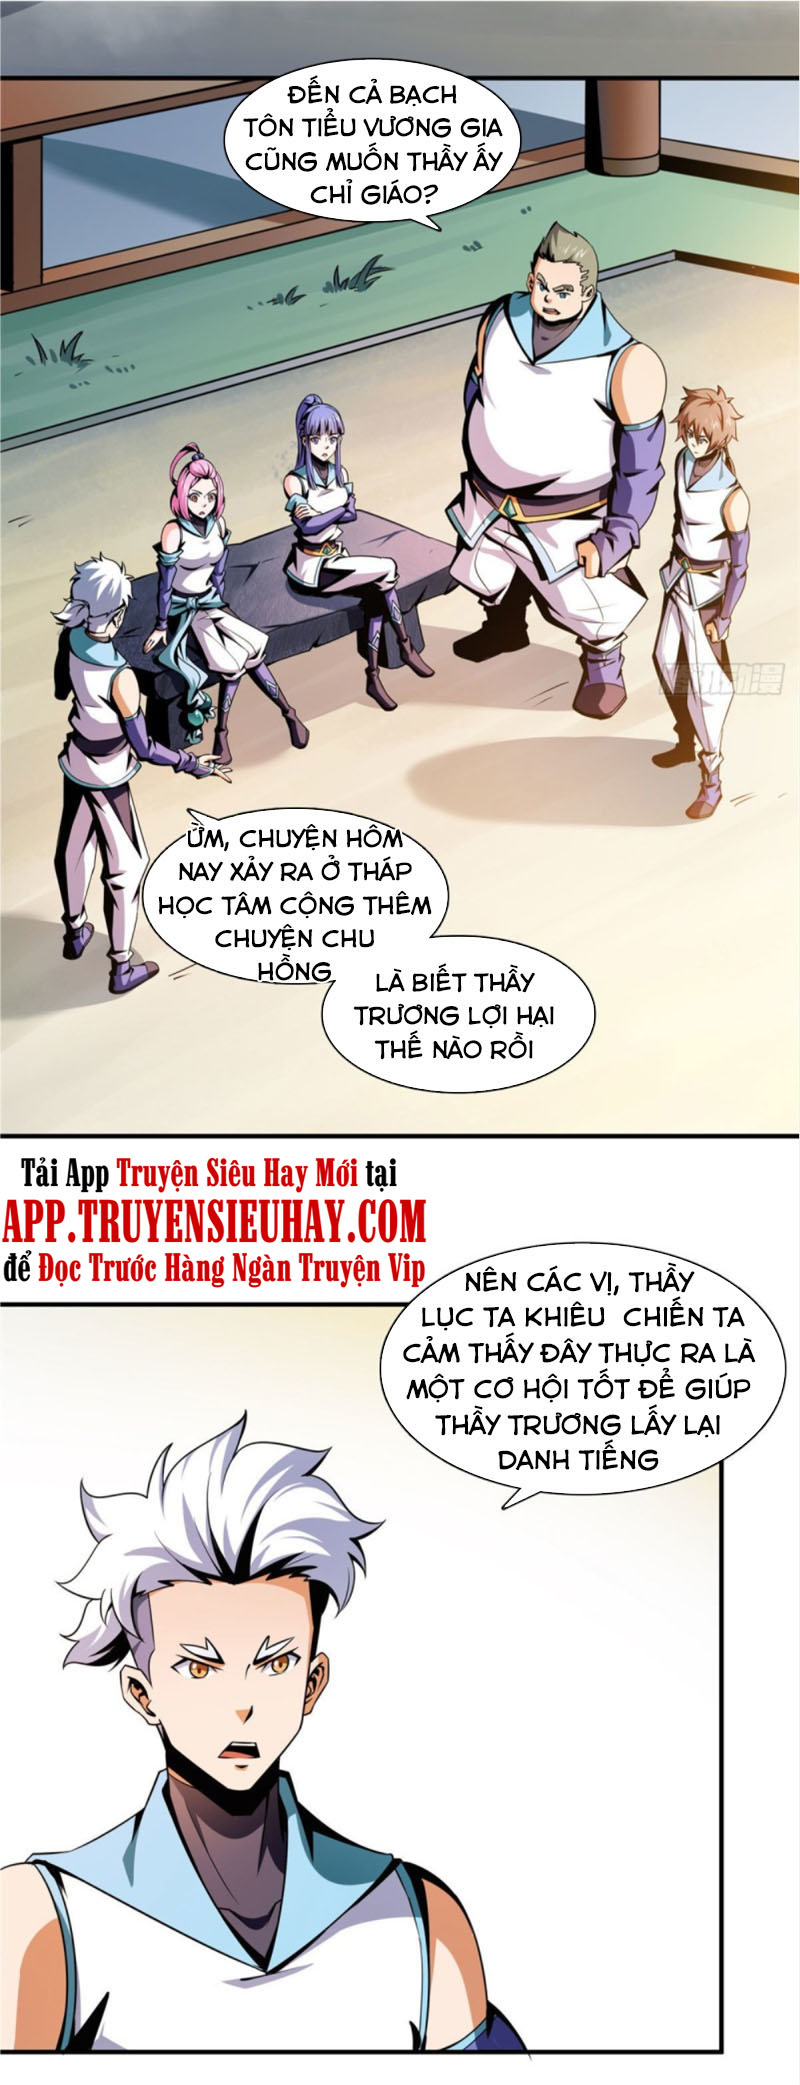 ĐẾN CẢ BẠCH
TÔN TIỂU VƯƠNG GIA
CŨNG MUỐN THẦY ẤY
CHỈ GIÁO?
ỪM, CHUYỆN HÔM
NAY XẢY RA Ở THÁP
HỌC TÂM CỘNG THÊM
CHUYỆN CHU
HỒNG
LÀ BIẾT THẦY
TRƯƠNG LỢI HẠI
THẾ NÀO RỒI
Tải App Truyện Siêu Hay Mới tại
APP.TRUYENSIEUHAY.COM
để Đọc Trước Hàng Ngàn Truyện Vip
NÊN CÁC VỊ, THẦY
LỤC TA KHIÊU CHIẾN TA
CẢM THẤY ĐÂY THỰC RA LÀ
MỘT CƠ HỘI TỐT ĐỂ GIÚP
THẦY TRƯƠNG LẤY LẠI
DANH TIẾNG